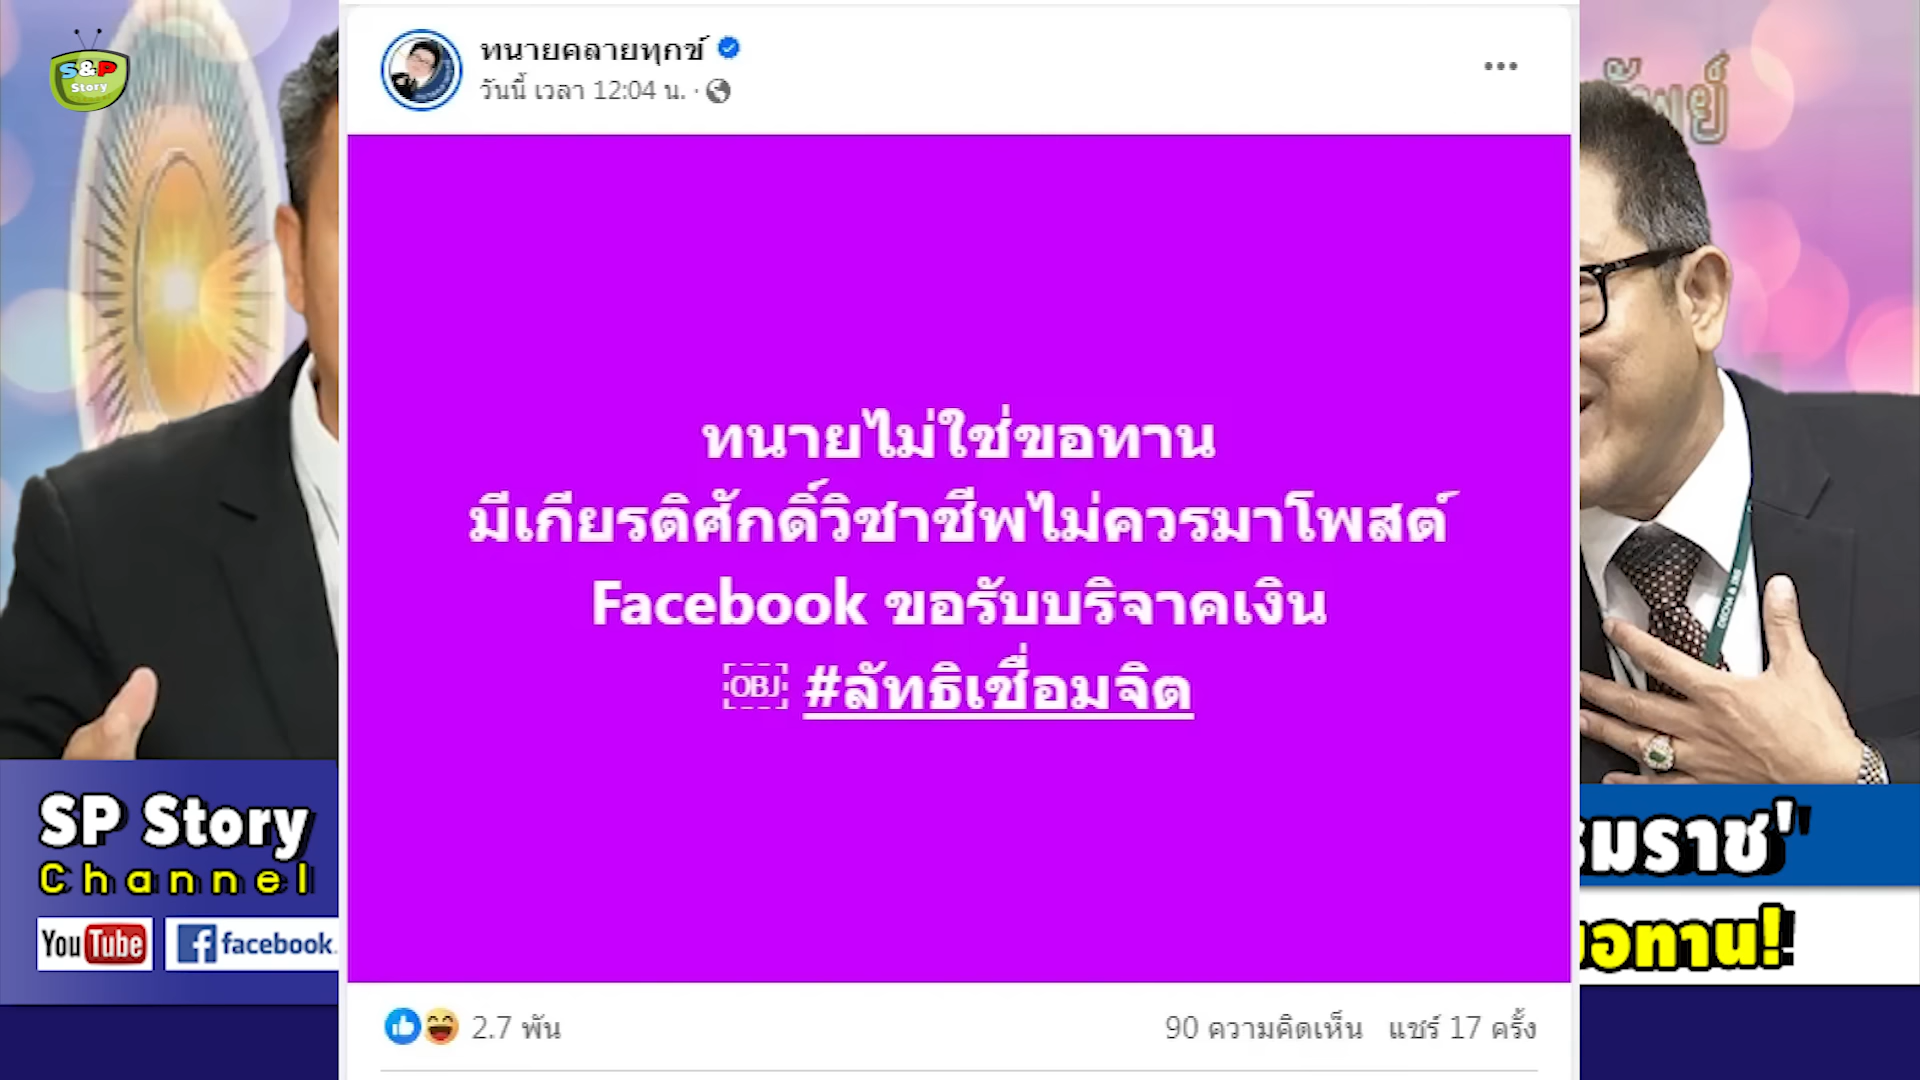 S&P
Story
ทนายคลายทุกข์
วันนี้ เวลา 12:04 น. ·
ทนายไม่ใช่ขอทาน
มีเกียรติศักดิ์วิชาชีพไม่ควรมาโพสต์
Facebook ขอรับบริจาคเงิน
OBJ #ลัทธิเชื่อมจิต
SP Story
Channel
YouTube facebook.
รมราช"
ขอทาน!
2.7 พัน
90 ความคิดเห็น แชร์ 17 ครั้ง